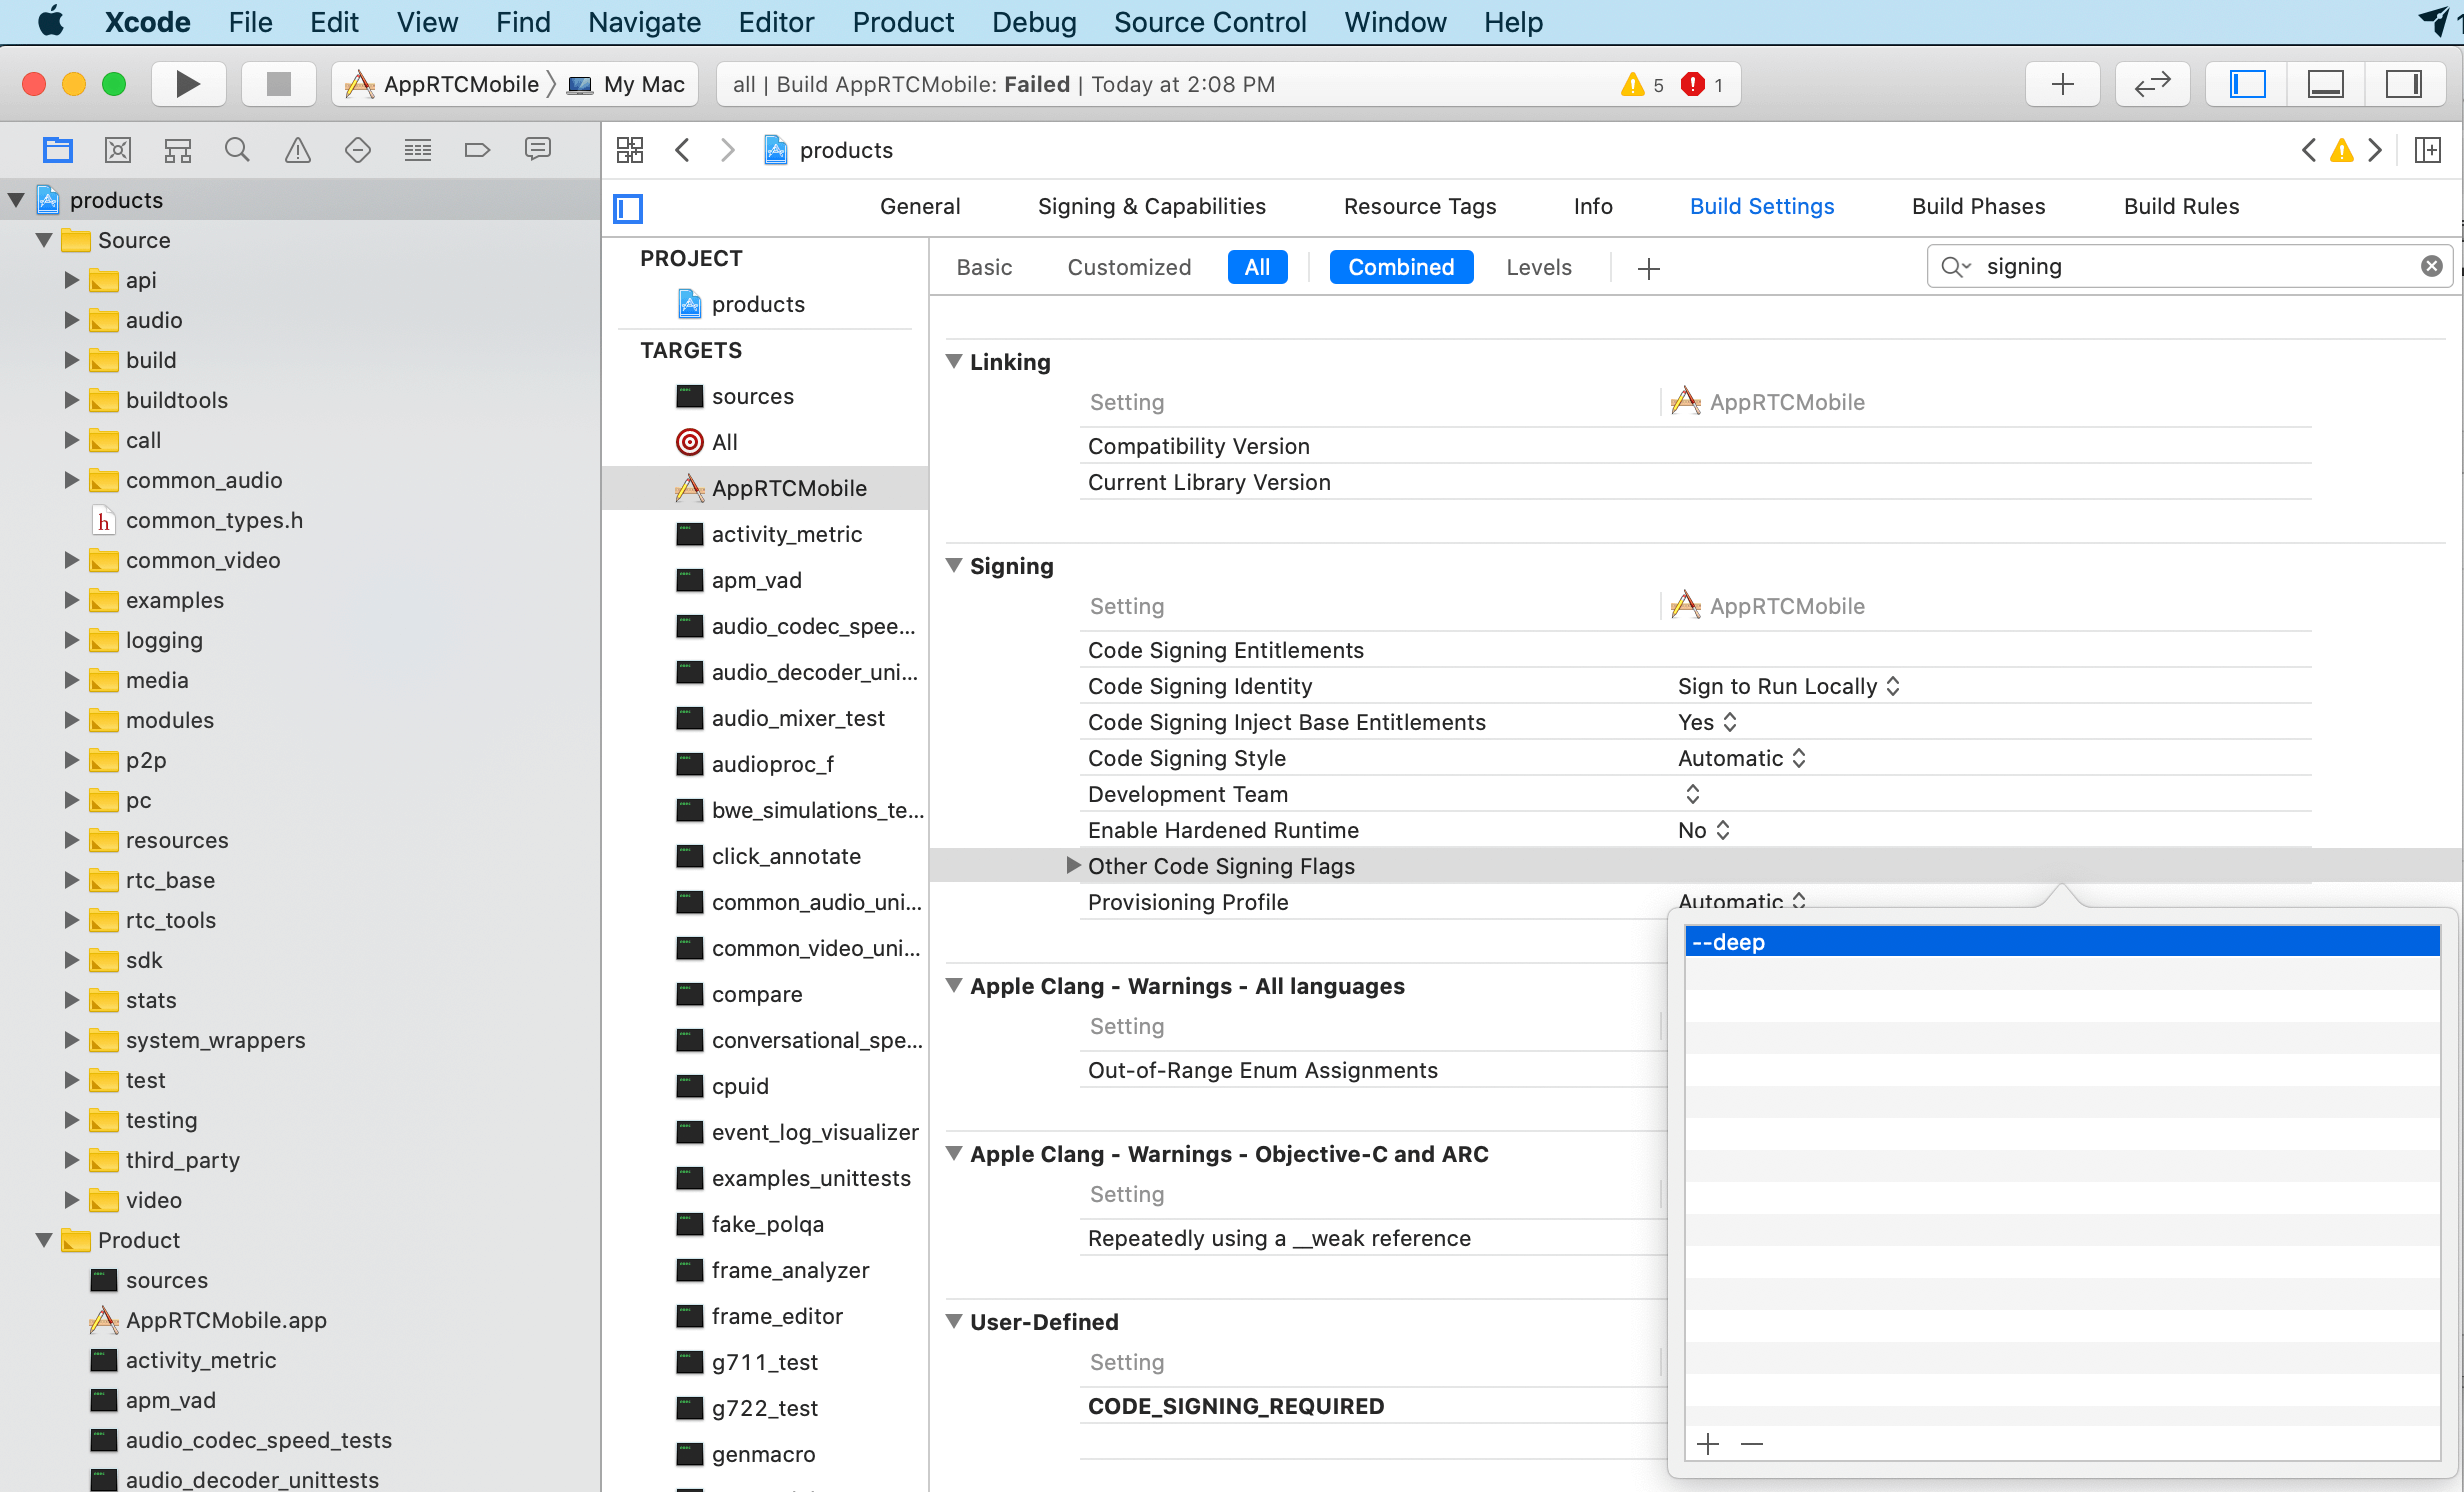 Xcode File Edit View Find Navigate Editor Product Debug Source Control Window Help
AppRTCMobile My Mac
all | Build AppRTCMobile: Failed | Today at 2:08 PM 5 1
products
General Signing & Capabilities Resource Tags Info Build Settings Build Phases Build Rules
Basic Customized All Combined Levels
signing
products
Source
api
audio
build
buildtools
call
common_audio
h common_types.h
common_video
examples
logging
media
modules
p2p
pc
resources
rtc_base
rtc_tools
sdk
stats
system_wrappers
test
testing
third_party
video
Product
sources
AppRTCMobile.app
activity_metric
apm_vad
audio_codec_speed_tests
audio_decoder_unittests
PROJECT
products
TARGETS
sources
All
AppRTCMobile
activity_metric
apm_vad
audio_codec_spee...
audio_decoder_uni...
audio_mixer_test
audioproc_f
bwe_simulations_te...
click_annotate
common_audio_uni...
common_video_uni...
compare
conversational_spe...
cpuid
event_log_visualizer
examples_unittests
fake_polqa
frame_analyzer
frame_editor
g711_test
g722_test
genmacro
Linking
Setting AppRTCMobile
Compatibility Version
Current Library Version
Signing
Setting AppRTCMobile
Code Signing Entitlements
Code Signing Identity Sign to Run Locally
Code Signing Inject Base Entitlements Yes
Code Signing Style Automatic
Development Team
Enable Hardened Runtime No
Other Code Signing Flags
Provisioning Profile Automatic
--deep
Apple Clang - Warnings - All languages
Setting
Out-of-Range Enum Assignments
Apple Clang - Warnings - Objective-C and ARC
Setting
Repeatedly using a __weak reference
User-Defined
Setting
CODE_SIGNING_REQUIRED